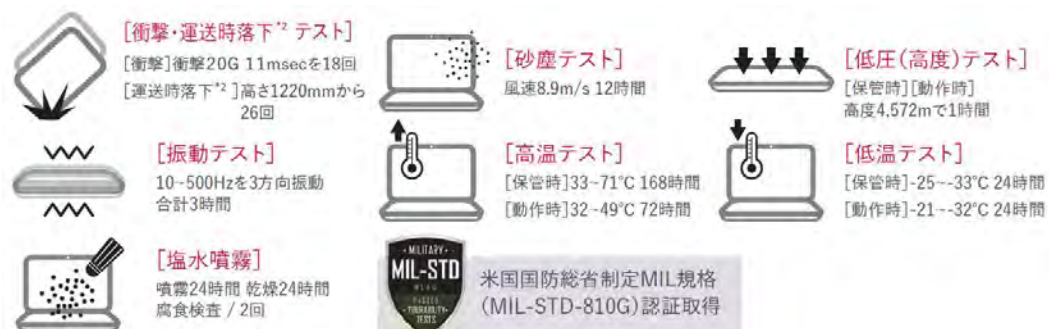 [衝撃・運送時落下*2 テスト]
[衝撃]衝撃20G 11msecを18回
[運送時落下*2 ]高さ1220mmから
26回
[砂塵テスト]
風速8.9m/s 12時間
[低圧(高度)テスト]
[保管時][動作時]
高度4,572mで1時間
[振動テスト]
10~500Hzを3方向振動
合計3時間
[高温テスト]
[保管時]33~71℃ 168時間
[動作時]32~49℃ 72時間
[低温テスト]
[保管時]-25~-33℃ 24時間
[動作時]-21~-32℃ 24時間
[塩水噴霧]
噴霧24時間 乾燥24時間
腐食検査 / 2回
MILITARY
MIL-STD
810G
PASSED
DURABILITY
TESTS
米国国防総省制定MIL規格
(MIL-STD-810G)認証取得